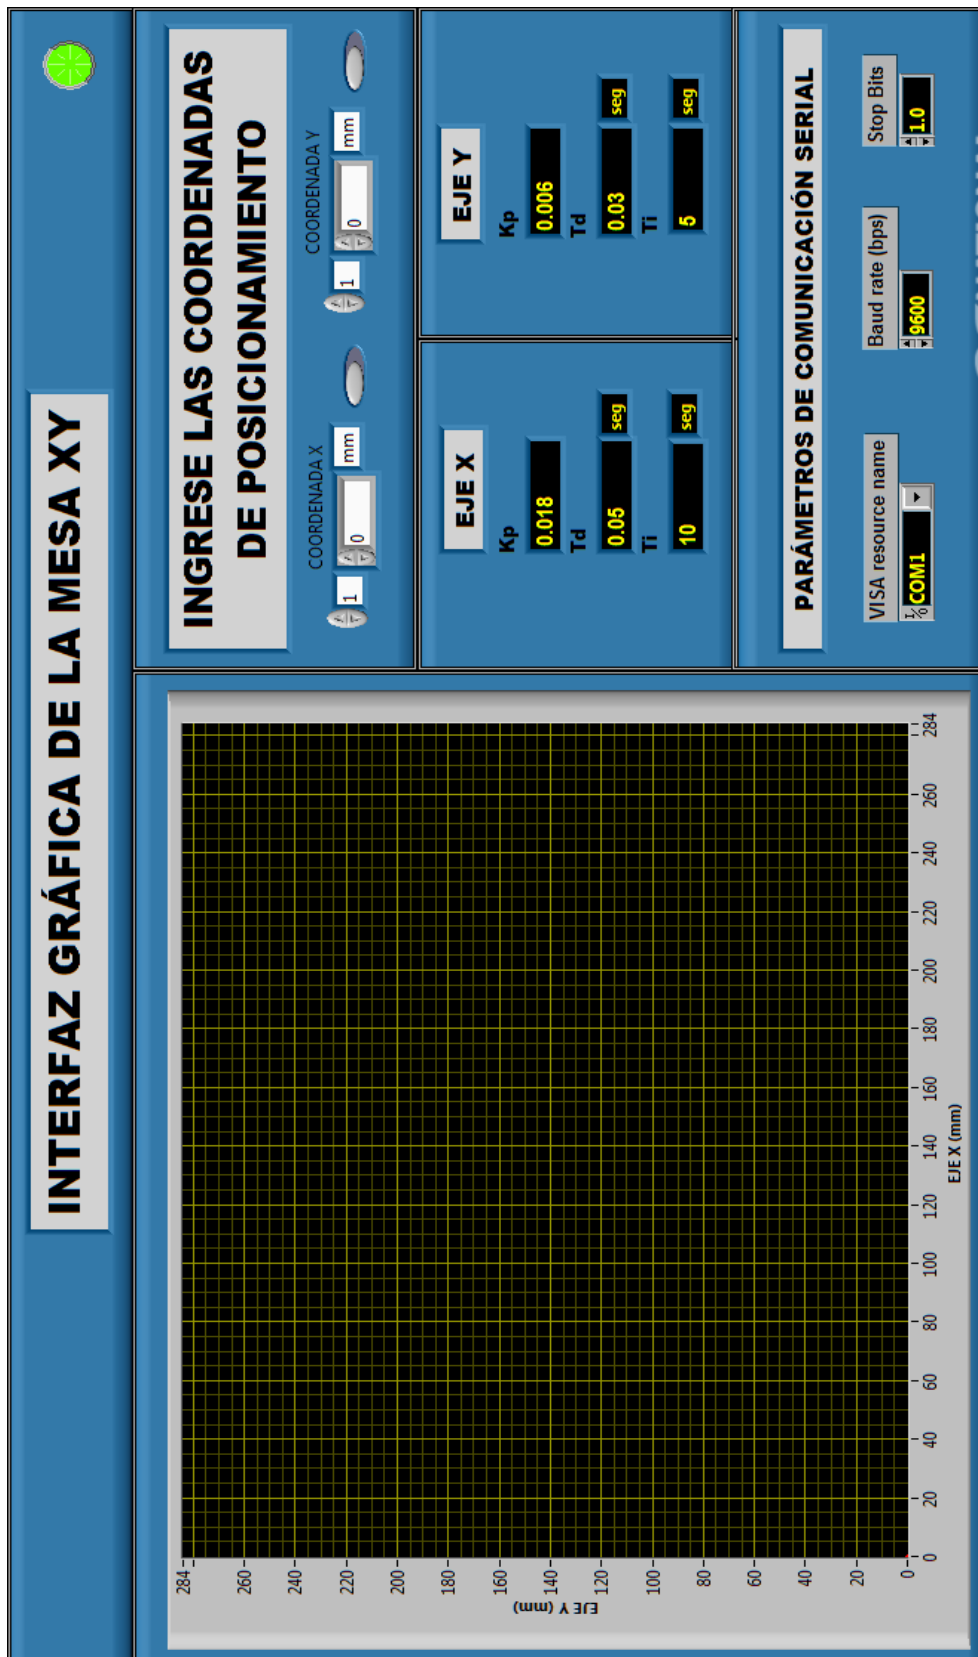 INTERFAZ GRÁFICA DE LA MESA XY
284
260
240
220
200
180
160
140
120
100
80
60
40
20
0
EJE Y (mm)
0
20
40
60
80
100
120
140
160
180
200
220
240
260
284
EJE X (mm)
INGRESE LAS COORDENADAS
DE POSICIONAMIENTO
COORDENADA X
1
0
mm
COORDENADA Y
1
0
mm
EJE X
Kp
0.018
Td
0.05 seg
Ti
10 seg
EJE Y
Kp
0.006
Td
0.03 seg
Ti
5 seg
PARÁMETROS DE COMUNICACIÓN SERIAL
VISA resource name
COM1
Baud rate (bps)
9600
Stop Bits
1.0